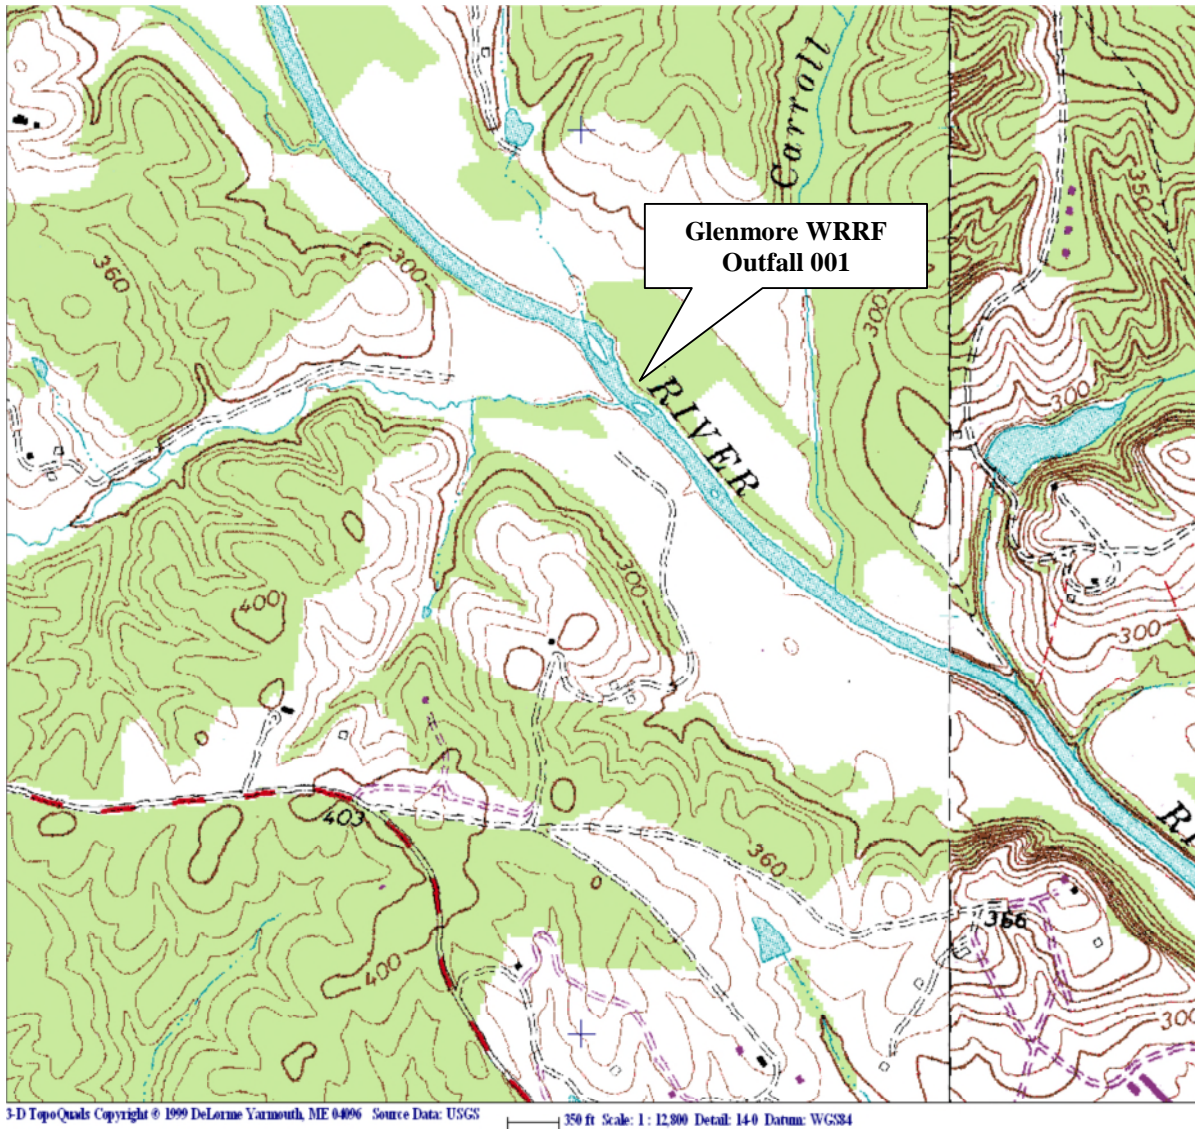 Carroll
350
Glenmore WRRF
Outfall 001
360
300
300
300
RIVER
400
300
300
403
360
366
400
300
3-D TopoQuads Copyright © 1999 DeLorme Yarmouth, ME 04096 Source Data: USGS
350 ft Scale: 1 : 12,800 Detail: 14-0 Datum: WGS84